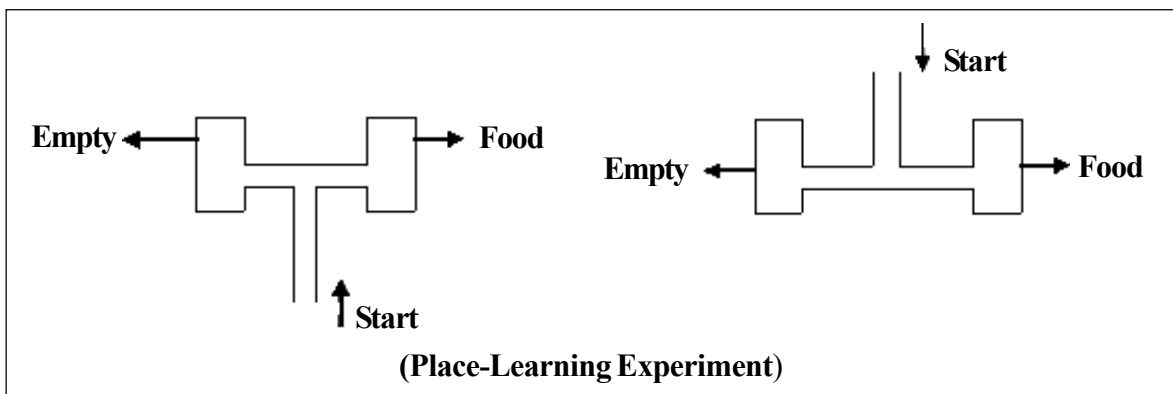 Start
Empty
Food
Empty
Food
Start
(Place-Learning Experiment)